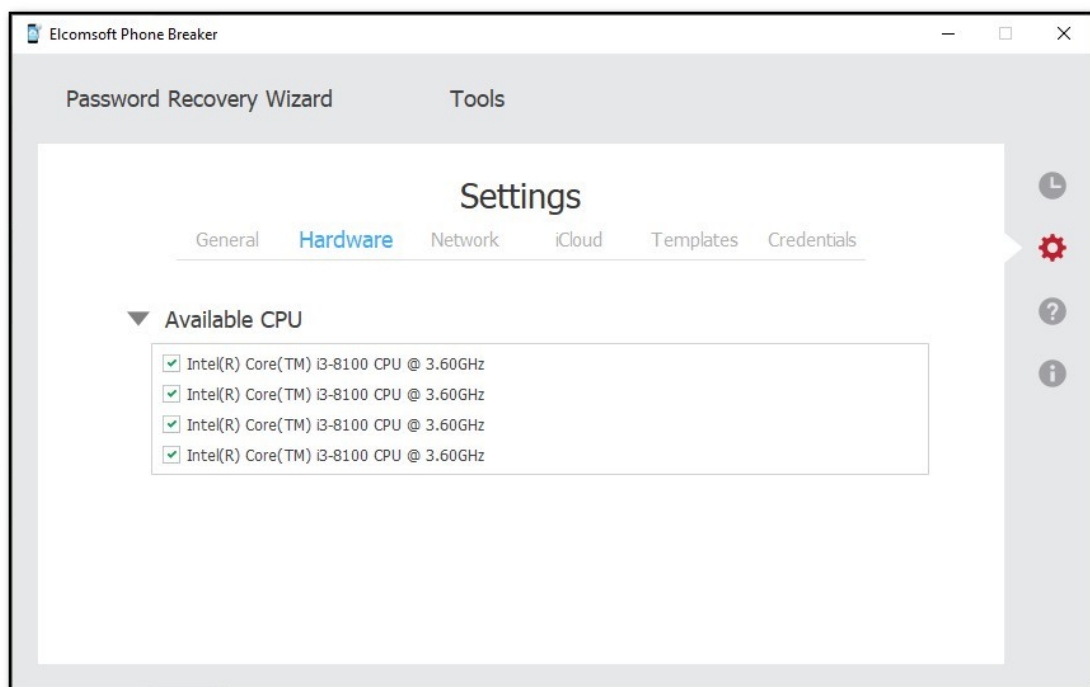 Elcomsoft Phone Breaker
Password Recovery Wizard Tools
Settings
General Hardware Network iCloud Templates Credentials
Available CPU
Intel(R) Core(TM) i3-8100 CPU @ 3.60GHz
Intel(R) Core(TM) i3-8100 CPU @ 3.60GHz
Intel(R) Core(TM) i3-8100 CPU @ 3.60GHz
Intel(R) Core(TM) i3-8100 CPU @ 3.60GHz